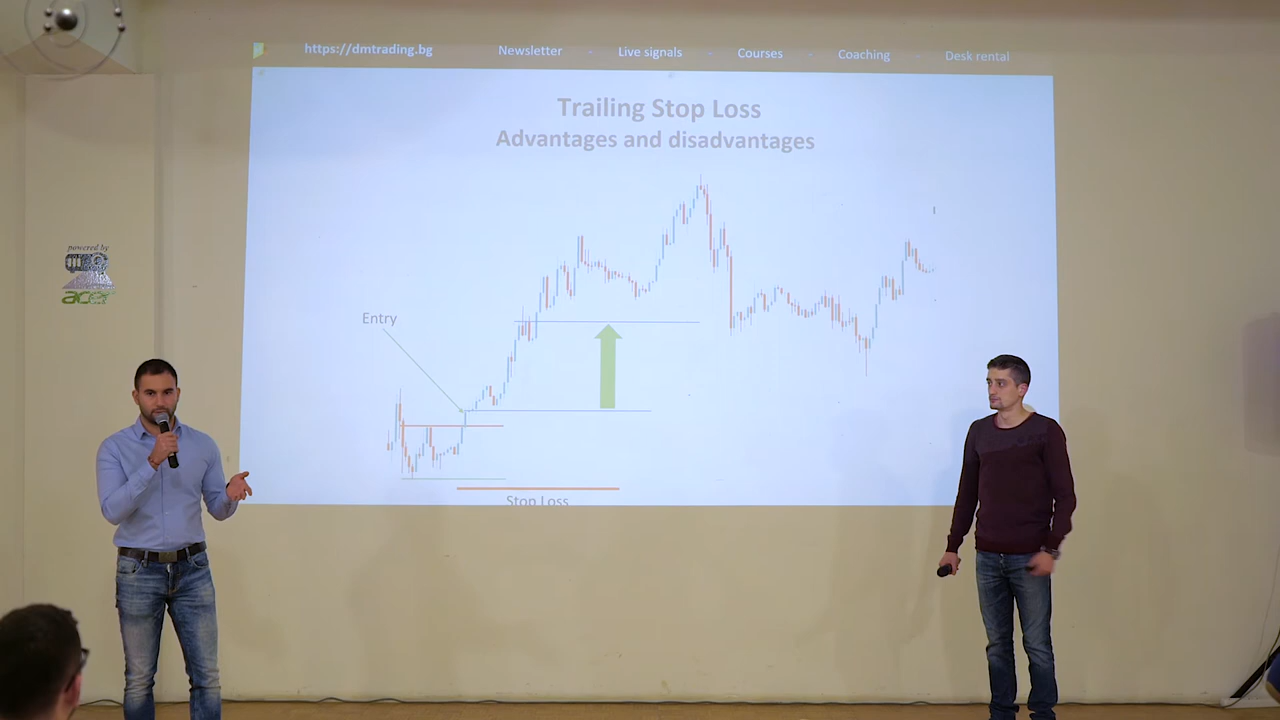 https://dmtrading.bg Newsletter - Live signals - Courses - Coaching - Desk rental
Trailing Stop Loss
Advantages and disadvantages
Entry
Stop Loss
powered by
acer